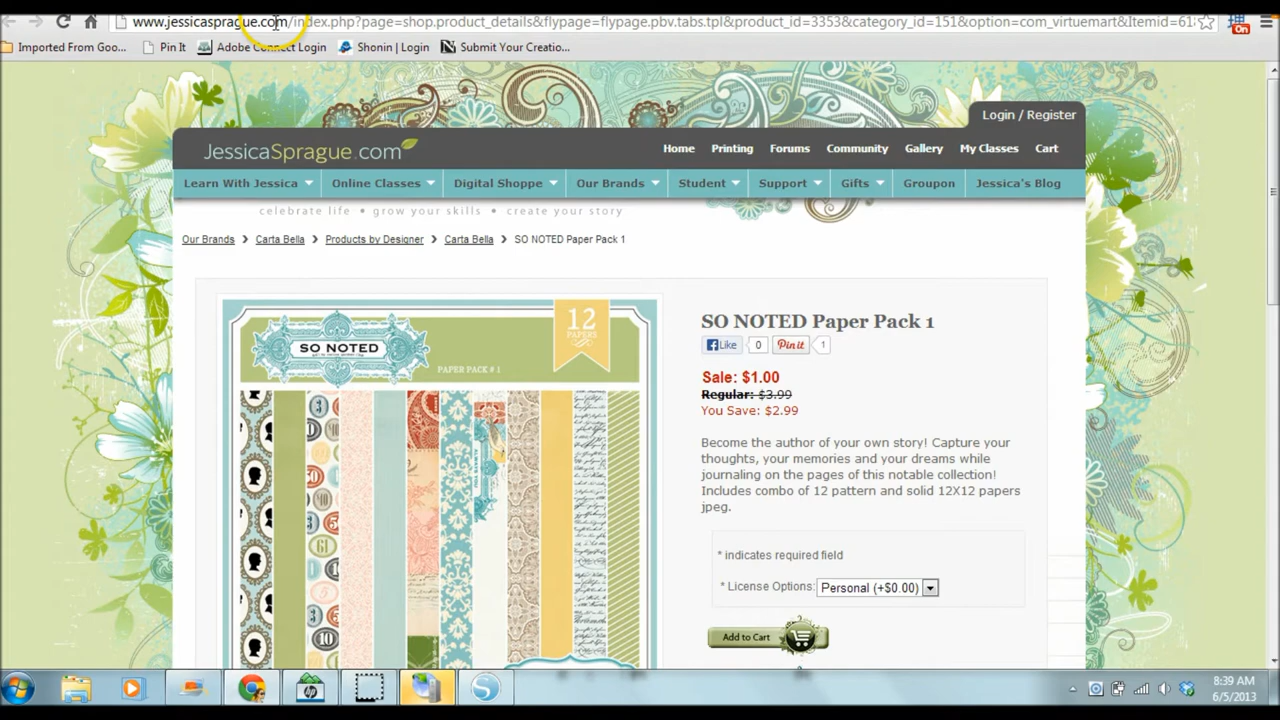 www.jessicasprague.com/index.php?page=shop.product_details&flypage=flypage.pbv.tabs.tpl&product_id=3353&category_id=151&option=com_virtuemart&Itemid=61
On
Imported From Goo...
Pin It
Adobe Connect Login
Shonin | Login
Submit Your Creatio...
Login / Register
JessicaSprague.com
Home
Printing
Forums
Community
Gallery
My Classes
Cart
Learn With Jessica
Online Classes
Digital Shoppe
Our Brands
Student
Support
Gifts
Groupon
Jessica's Blog
celebrate life • grow your skills • create your story
Our Brands > Carta Bella > Products by Designer > Carta Bella > SO NOTED Paper Pack 1
12
PAPERS
SO NOTED
PAPER PACK # 1
SO NOTED Paper Pack 1
Like 0 Pin it 1
Sale: $1.00
Regular: $3.99
You Save: $2.99
Become the author of your own story! Capture your
thoughts, your memories and your dreams while
journaling on the pages of this notable collection!
Includes combo of 12 pattern and solid 12X12 papers
jpeg.
* indicates required field
* License Options: Personal (+$0.00)
Add to Cart
8:39 AM
6/5/2013